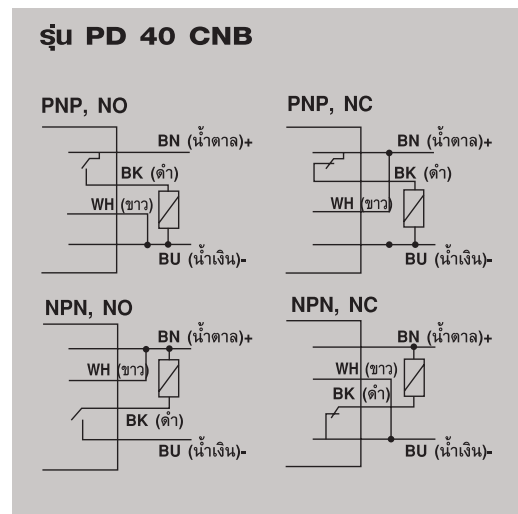 รุ่น PD 40 CNB
PNP, NO
BN (น้ำตาล)+
BK (ดำ)
WH (ขาว)
BU (น้ำเงิน)-
PNP, NC
BN (น้ำตาล)+
BK (ดำ)
WH (ขาว)
BU (น้ำเงิน)-
NPN, NO
BN (น้ำตาล)+
WH (ขาว)
BK (ดำ)
BU (น้ำเงิน)-
NPN, NC
BN (น้ำตาล)+
WH (ขาว)
BK (ดำ)
BU (น้ำเงิน)-